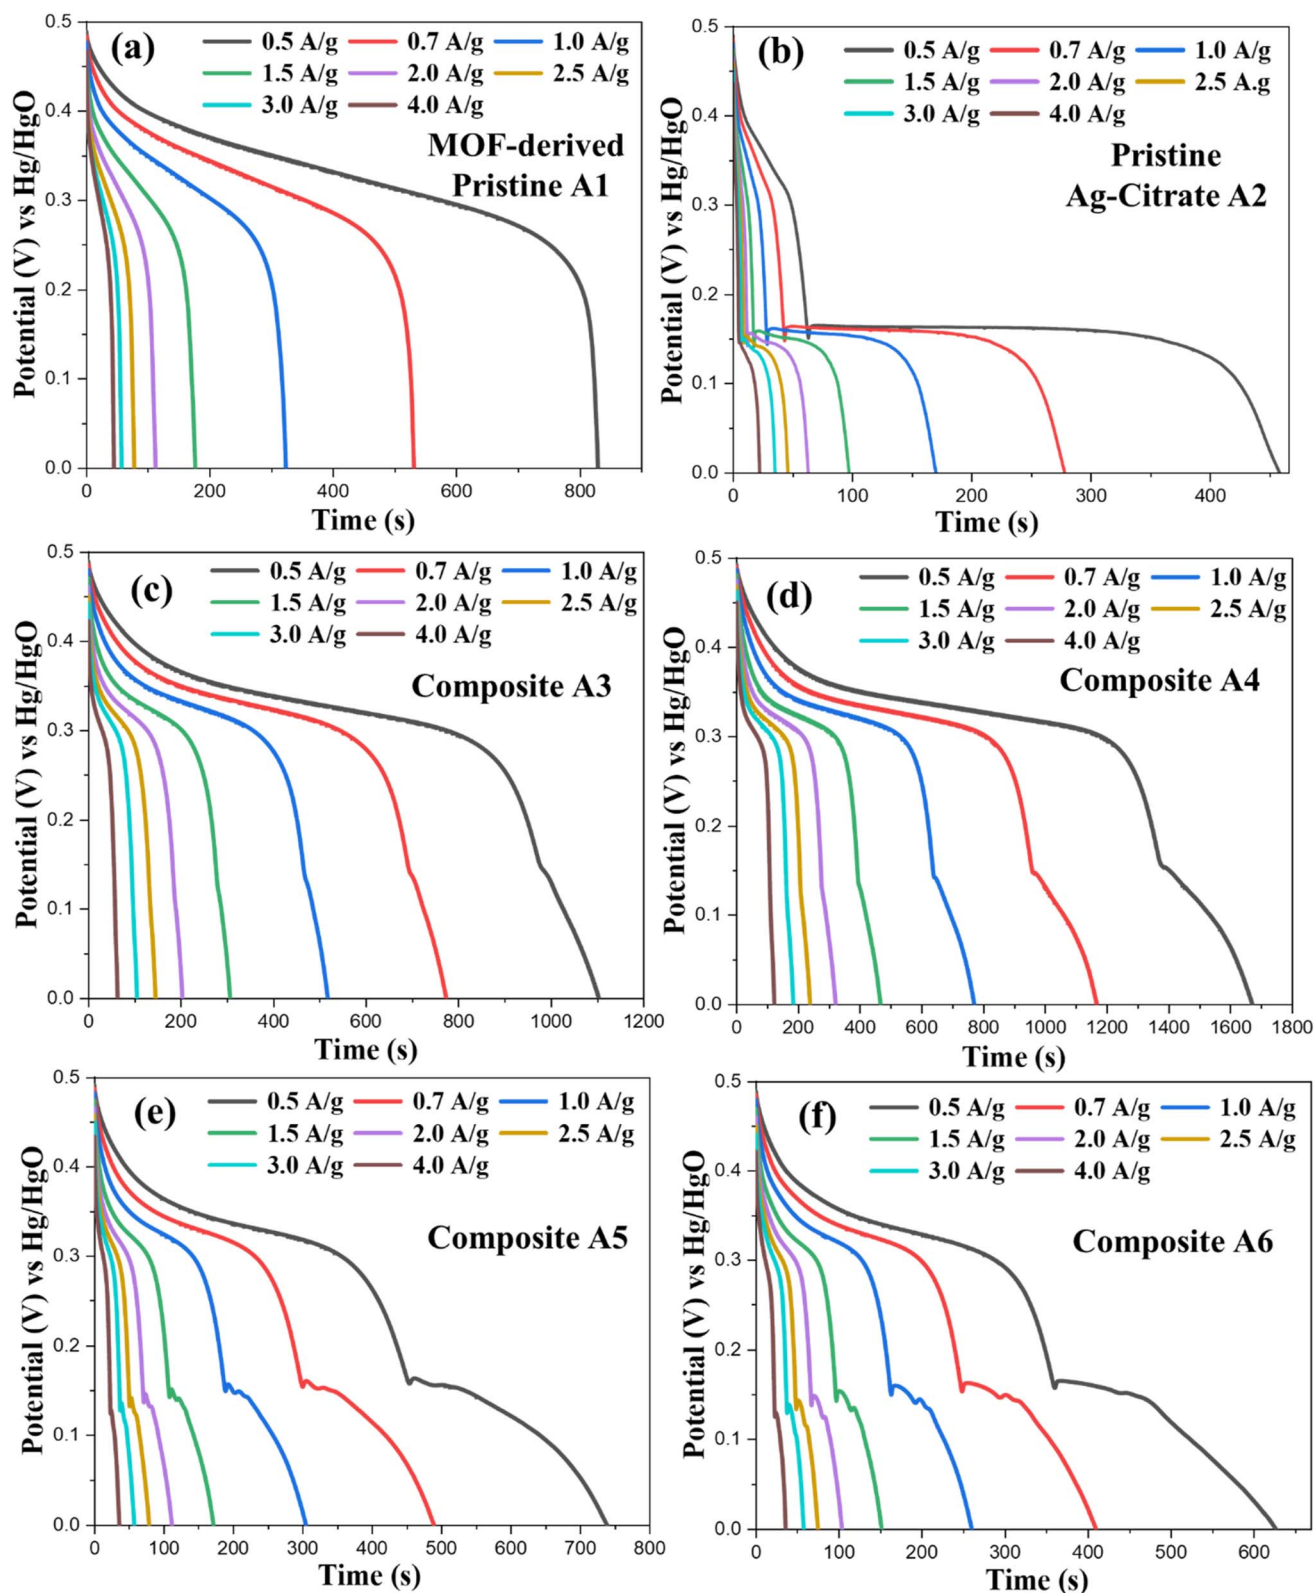 (a)
0.5 A/g 0.7 A/g 1.0 A/g
1.5 A/g 2.0 A/g 2.5 A/g
3.0 A/g 4.0 A/g
MOF-derived
Pristine A1
Potential (V) vs Hg/HgO
0.5
0.4
0.3
0.2
0.1
0.0
0 200 400 600 800
Time (s)
(b)
0.5 A/g 0.7 A/g 1.0 A/g
1.5 A/g 2.0 A/g 2.5 A.g
3.0 A/g 4.0 A/g
Pristine
Ag-Citrate A2
Potential (V) vs Hg/HgO
0.5
0.4
0.3
0.2
0.1
0.0
0 100 200 300 400
Time (s)
(c)
0.5 A/g 0.7 A/g 1.0 A/g
1.5 A/g 2.0 A/g 2.5 A/g
3.0 A/g 4.0 A/g
Composite A3
Potential (V) vs Hg/HgO
0.5
0.4
0.3
0.2
0.1
0.0
0 200 400 600 800 1000 1200
Time (s)
(d)
0.5 A/g 0.7 A/g 1.0 A/g
1.5 A/g 2.0 A/g 2.5 A/g
3.0 A/g 4.0 A/g
Composite A4
Potential (V) vs Hg/HgO
0.5
0.4
0.3
0.2
0.1
0.0
0 200 400 600 800 1000 1200 1400 1600 1800
Time (s)
(e)
0.5 A/g 0.7 A/g 1.0 A/g
1.5 A/g 2.0 A/g 2.5 A/g
3.0 A/g 4.0 A/g
Composite A5
Potential (V) vs Hg/HgO
0.5
0.4
0.3
0.2
0.1
0.0
0 100 200 300 400 500 600 700 800
Time (s)
(f)
0.5 A/g 0.7 A/g 1.0 A/g
1.5 A/g 2.0 A/g 2.5 A/g
3.0 A/g 4.0 A/g
Composite A6
Potential (V) vs Hg/HgO
0.5
0.4
0.3
0.2
0.1
0.0
0 100 200 300 400 500 600
Time (s)